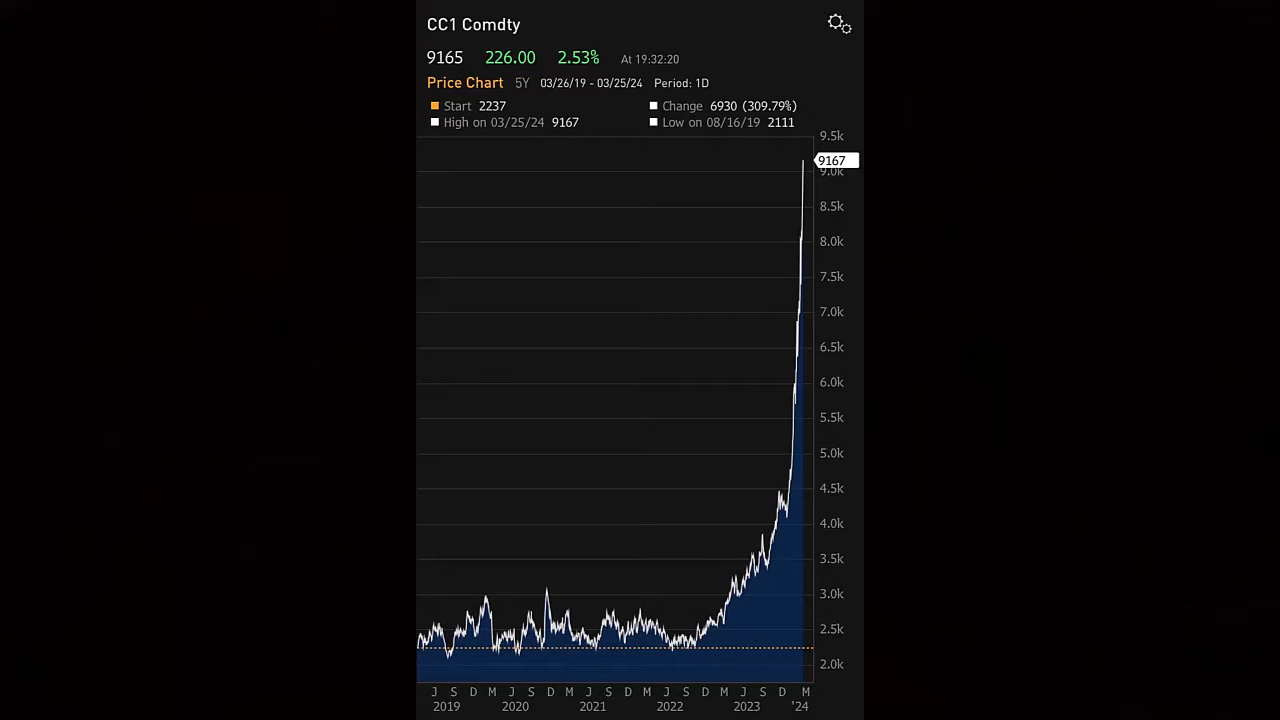 CC1 Comdty
9165 226.00 2.53% At 19:32:20
Price Chart 5Y 03/26/19 - 03/25/24 Period: 1D
Start 2237 Change 6930 (309.79%)
High on 03/25/24 9167 Low on 08/16/19 2111
9.5k
9167
9.0k
8.5k
8.0k
7.5k
7.0k
6.5k
6.0k
5.5k
5.0k
4.5k
4.0k
3.5k
3.0k
2.5k
2.0k
J S D M J S D M J S D M J S D M J S D M
2019 2020 2021 2022 2023 '24